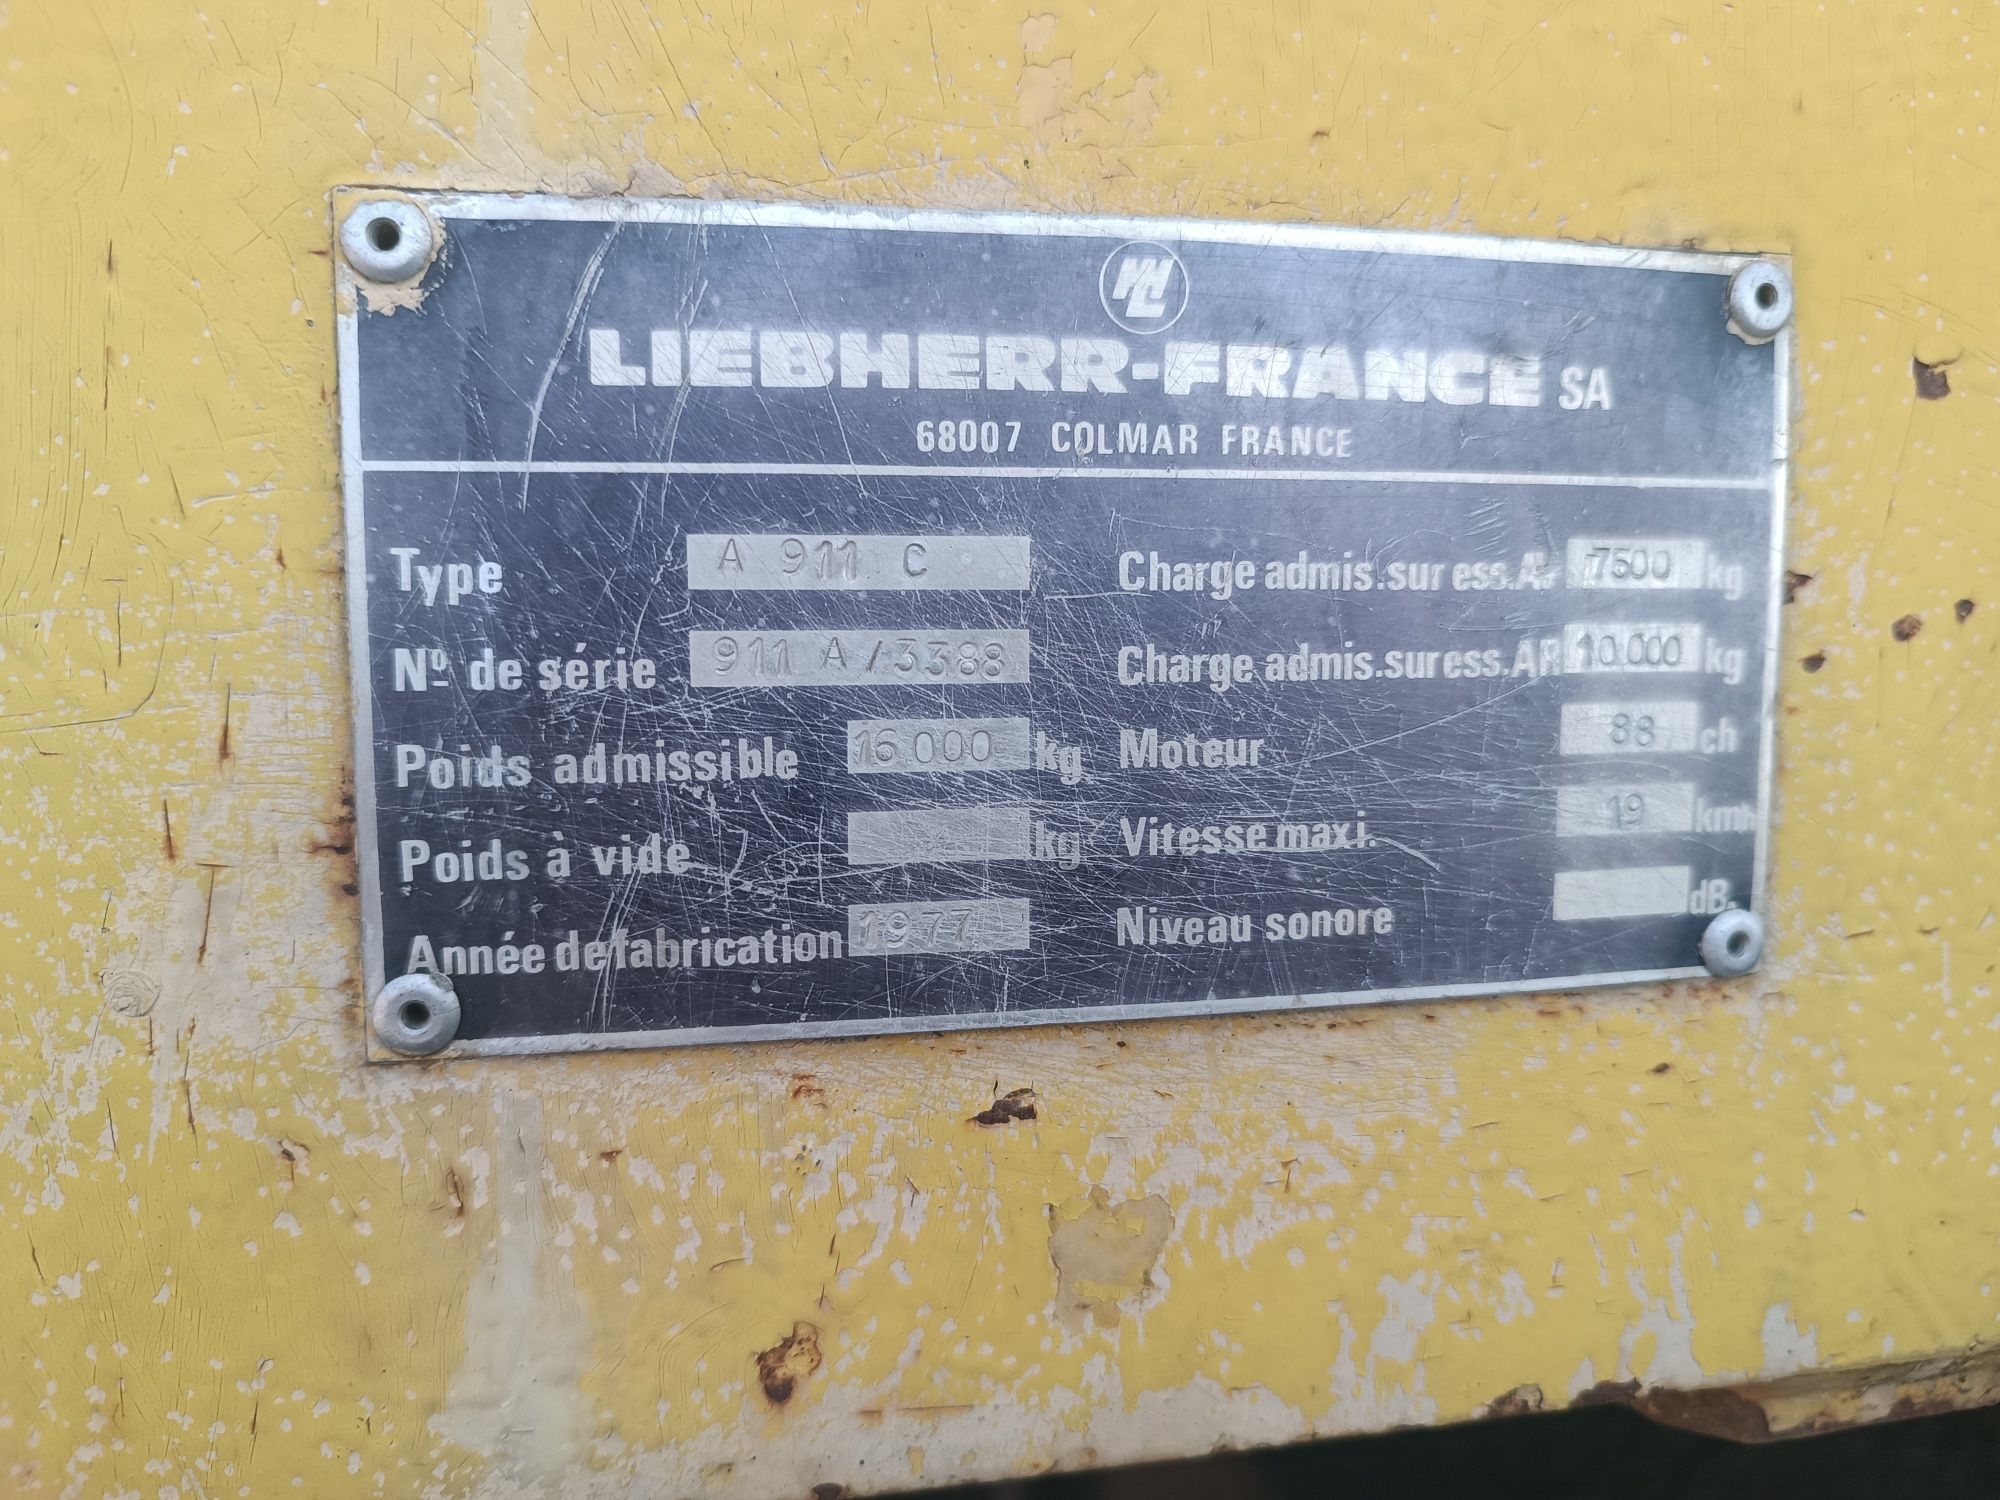 LIEBHERR-FRANCE SA
68007 COLMAR FRANCE
Type A 911 C
Nº de série 911 A/3388
Poids admissible 16.000 kg
Poids à vide kg
Année de fabrication 1977
Charge admis.sur ess.A. 7500 kg
Charge admis.sur ess.AR 10.000 kg
Moteur 88 ch
Vitesse maxi. 19 kmh
Niveau sonore dB.